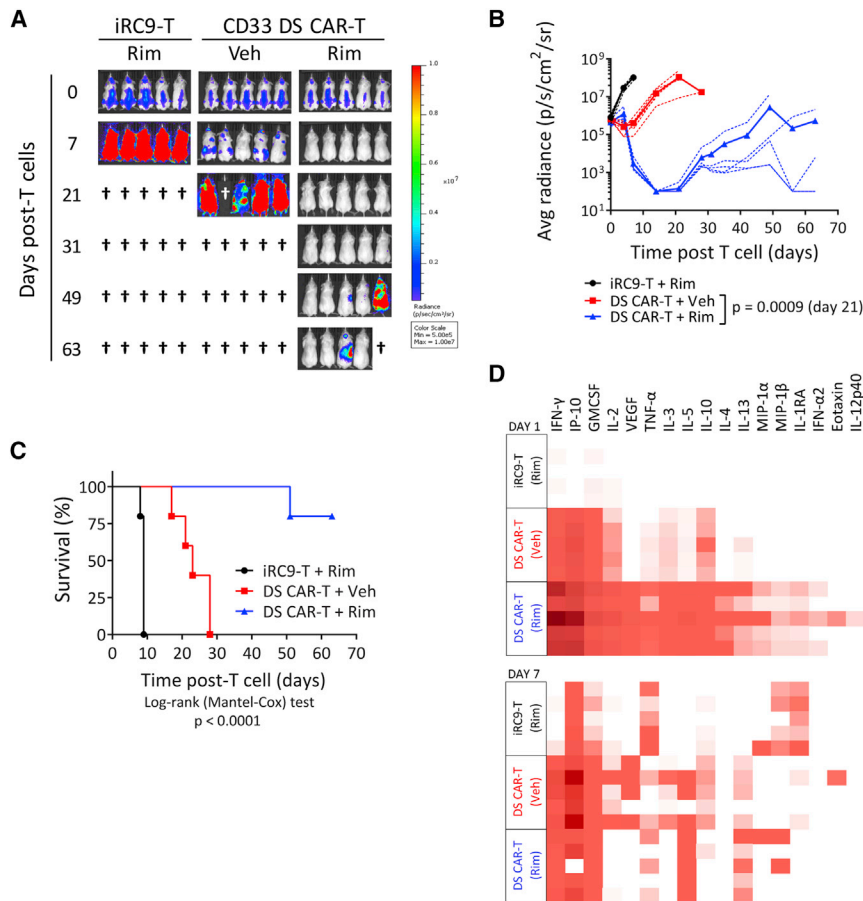 A
iRC9-T CD33 DS CAR-T
Rim Veh Rim
Days post-T cells
0
7
21
31
49
63
† † † † †
†
† † † † † † † † † †
† † † † † † † † † †
† † † † † † † † † † †
1.0
0.8
0.6
x10⁷
0.4
0.2
Radiance
(p/sec/cm²/sr)
Color Scale
Min = 5.00e5
Max = 1.00e7
B
Avg radiance (p/s/cm²/sr)
10⁹
10⁸
10⁷
10⁶
10⁵
10⁴
10³
10²
0 10 20 30 40 50 60 70
Time post T cell (days)
iRC9-T + Rim
DS CAR-T + Veh
DS CAR-T + Rim
p = 0.0009 (day 21)
C
Survival (%)
100
75
50
25
0
0 10 20 30 40 50 60 70
iRC9-T + Rim
DS CAR-T + Veh
DS CAR-T + Rim
Time post-T cell (days)
Log-rank (Mantel-Cox) test
p < 0.0001
D
IFN-γ IP-10 GMCSF IL-2 VEGF TNF-α IL-3 IL-5 IL-10 IL-4 IL-13 MIP-1α MIP-1β IL-1RA IFN-α2 Eotaxin IL-12p40
DAY 1
iRC9-T
(Rim)
DS CAR-T
(Veh)
DS CAR-T
(Rim)
DAY 7
iRC9-T
(Rim)
DS CAR-T
(Veh)
DS CAR-T
(Rim)